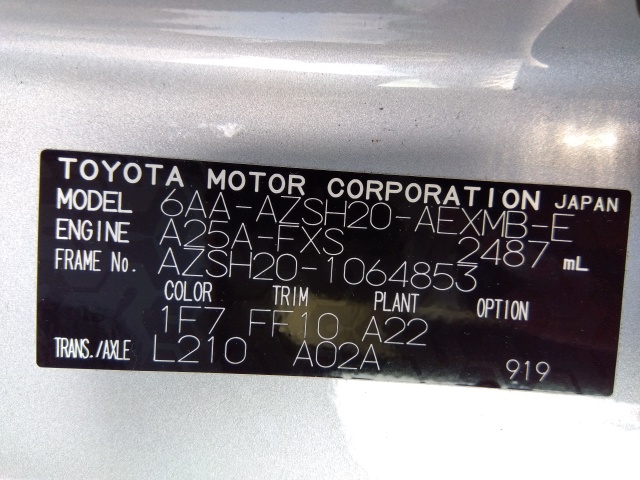 TOYOTA MOTOR CORPORATION JAPAN
MODEL 6AA-AZSH20-AEXMB-E
ENGINE A25A-FXS 2487 mL
FRAME No. AZSH20-1064853
COLOR TRIM PLANT OPTION
1F7 FF10 A22
TRANS./AXLE L210 A02A 919